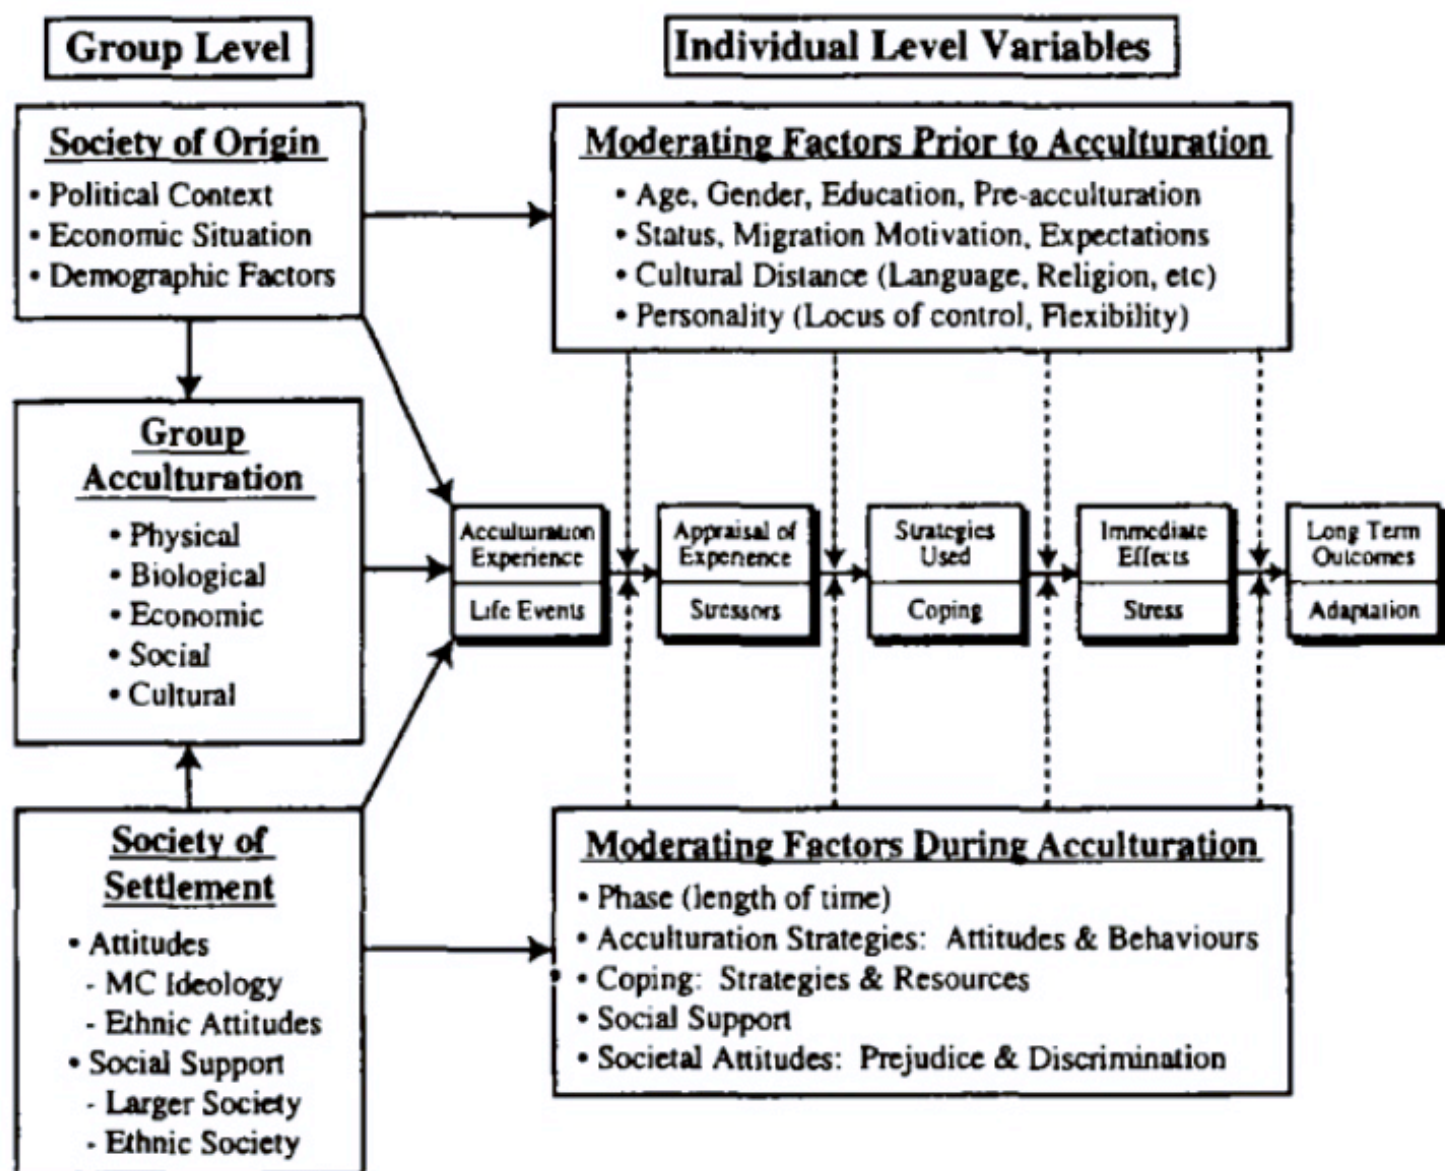 Group Level
Individual Level Variables
Society of Origin
• Political Context
• Economic Situation
• Demographic Factors
Moderating Factors Prior to Acculturation
• Age, Gender, Education, Pre-acculturation
• Status, Migration Motivation, Expectations
• Cultural Distance (Language, Religion, etc)
• Personality (Locus of control, Flexibility)
Group
Acculturation
• Physical
• Biological
• Economic
• Social
• Cultural
Acculturation
Experience
Life Events
Appraisal of
Experience
Stressors
Strategies
Used
Coping
Immediate
Effects
Stress
Long Term
Outcomes
Adaptation
Society of
Settlement
• Attitudes
- MC Ideology
- Ethnic Attitudes
• Social Support
- Larger Society
- Ethnic Society
Moderating Factors During Acculturation
• Phase (length of time)
• Acculturation Strategies: Attitudes & Behaviours
• Coping: Strategies & Resources
• Social Support
• Societal Attitudes: Prejudice & Discrimination